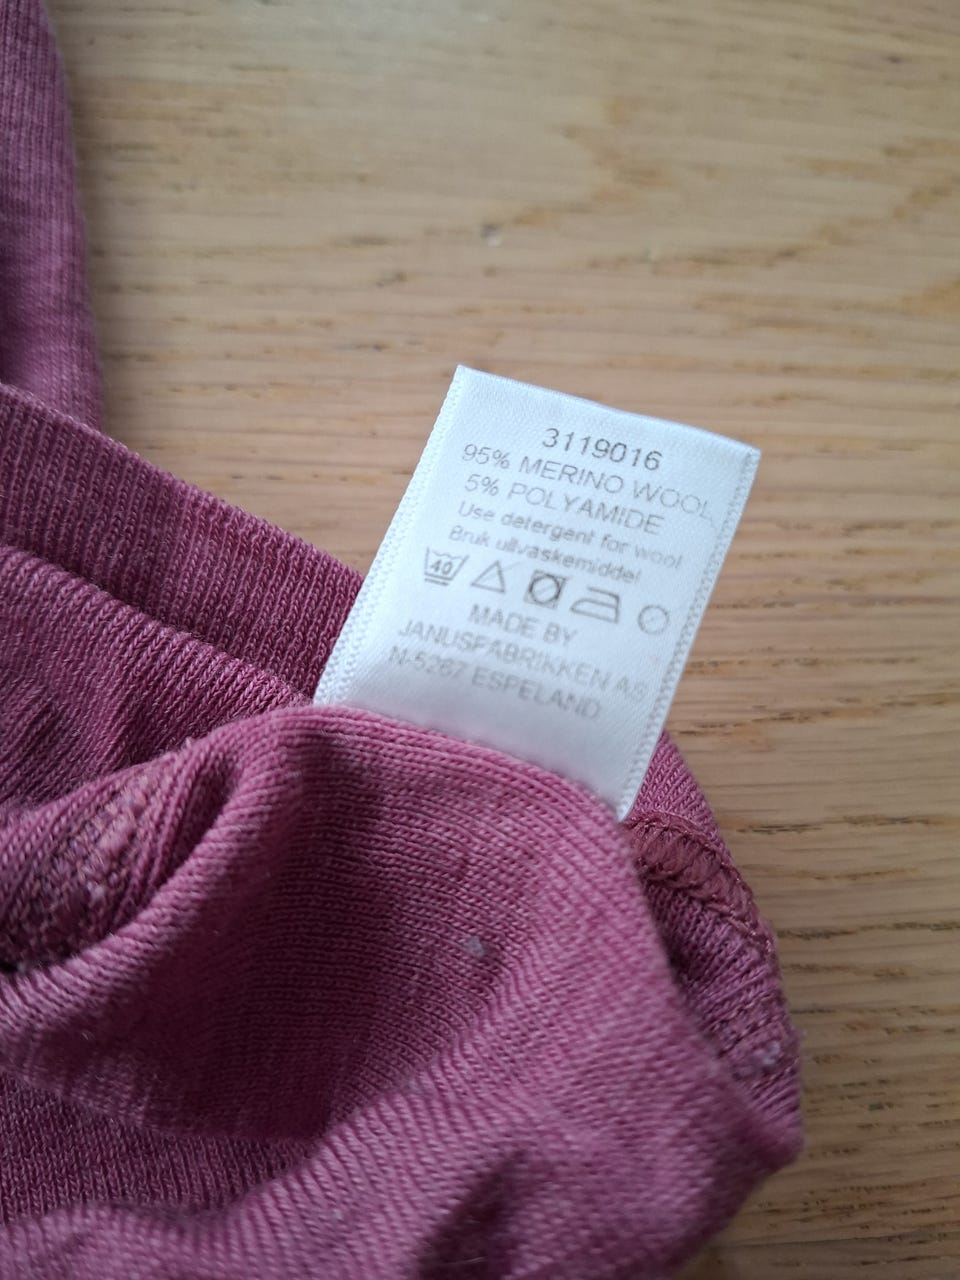 3119016
95% MERINO WOOL
5% POLYAMIDE
Use detergent for wool
Bruk ullvaskemiddel
40
MADE BY
JANUSFABRIKKEN AS
N-5267 ESPELAND